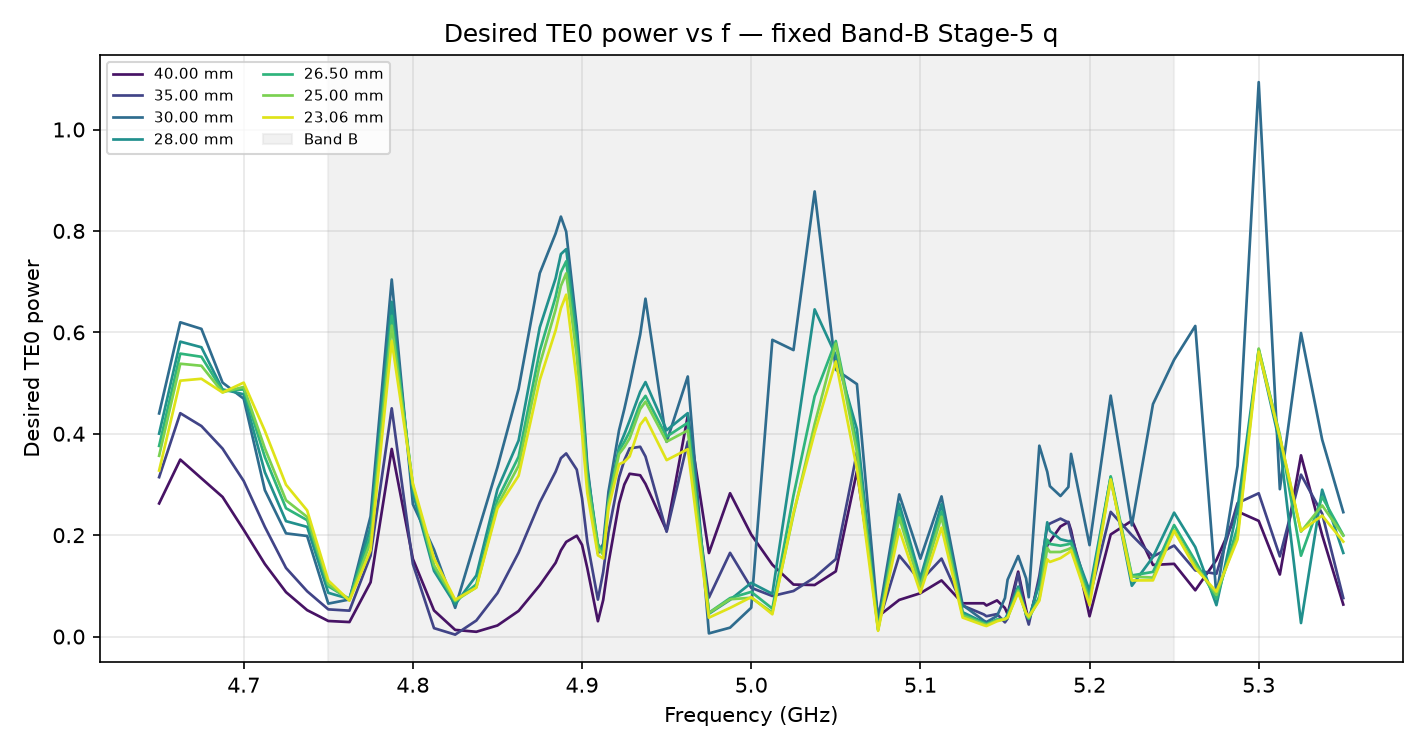 Desired TE0 power vs f — fixed Band-B Stage-5 q
40.00 mm
35.00 mm
30.00 mm
28.00 mm
26.50 mm
25.00 mm
23.06 mm
Band B
Desired TE0 power
1.0
0.8
0.6
0.4
0.2
0.0
4.7 4.8 4.9 5.0 5.1 5.2 5.3
Frequency (GHz)